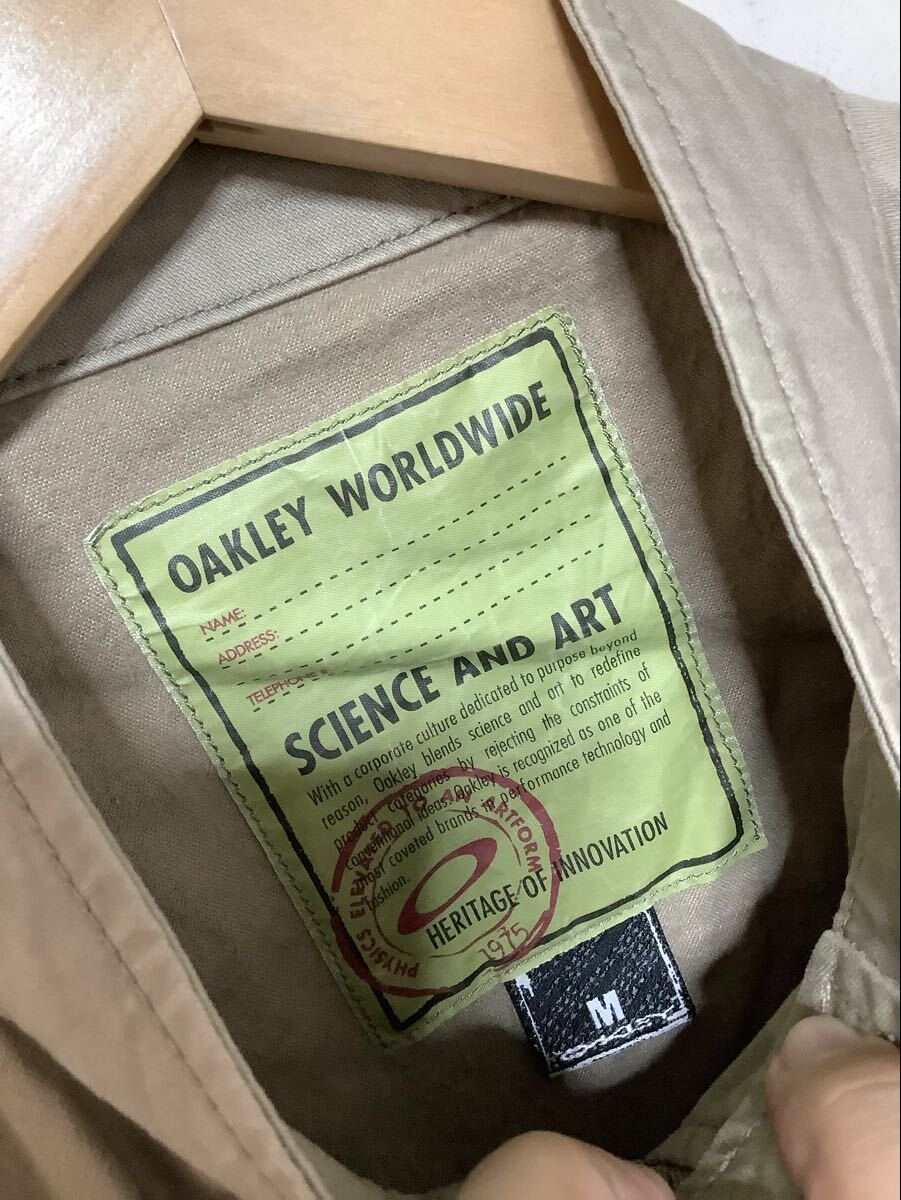 OAKLEY WORLDWIDE
NAME:
ADDRESS:
TELEPHONE #:
SCIENCE AND ART
With a corporate culture dedicated to purpose beyond
reason, Oakley blends science and art to redefine
product categories by rejecting the constraints of
conventional ideas. Oakley is recognized as one of the
most coveted brands in performance technology and
fashion.
PHYSICS ELEVATED TO AN ARTFORM
1975
HERITAGE OF INNOVATION
M